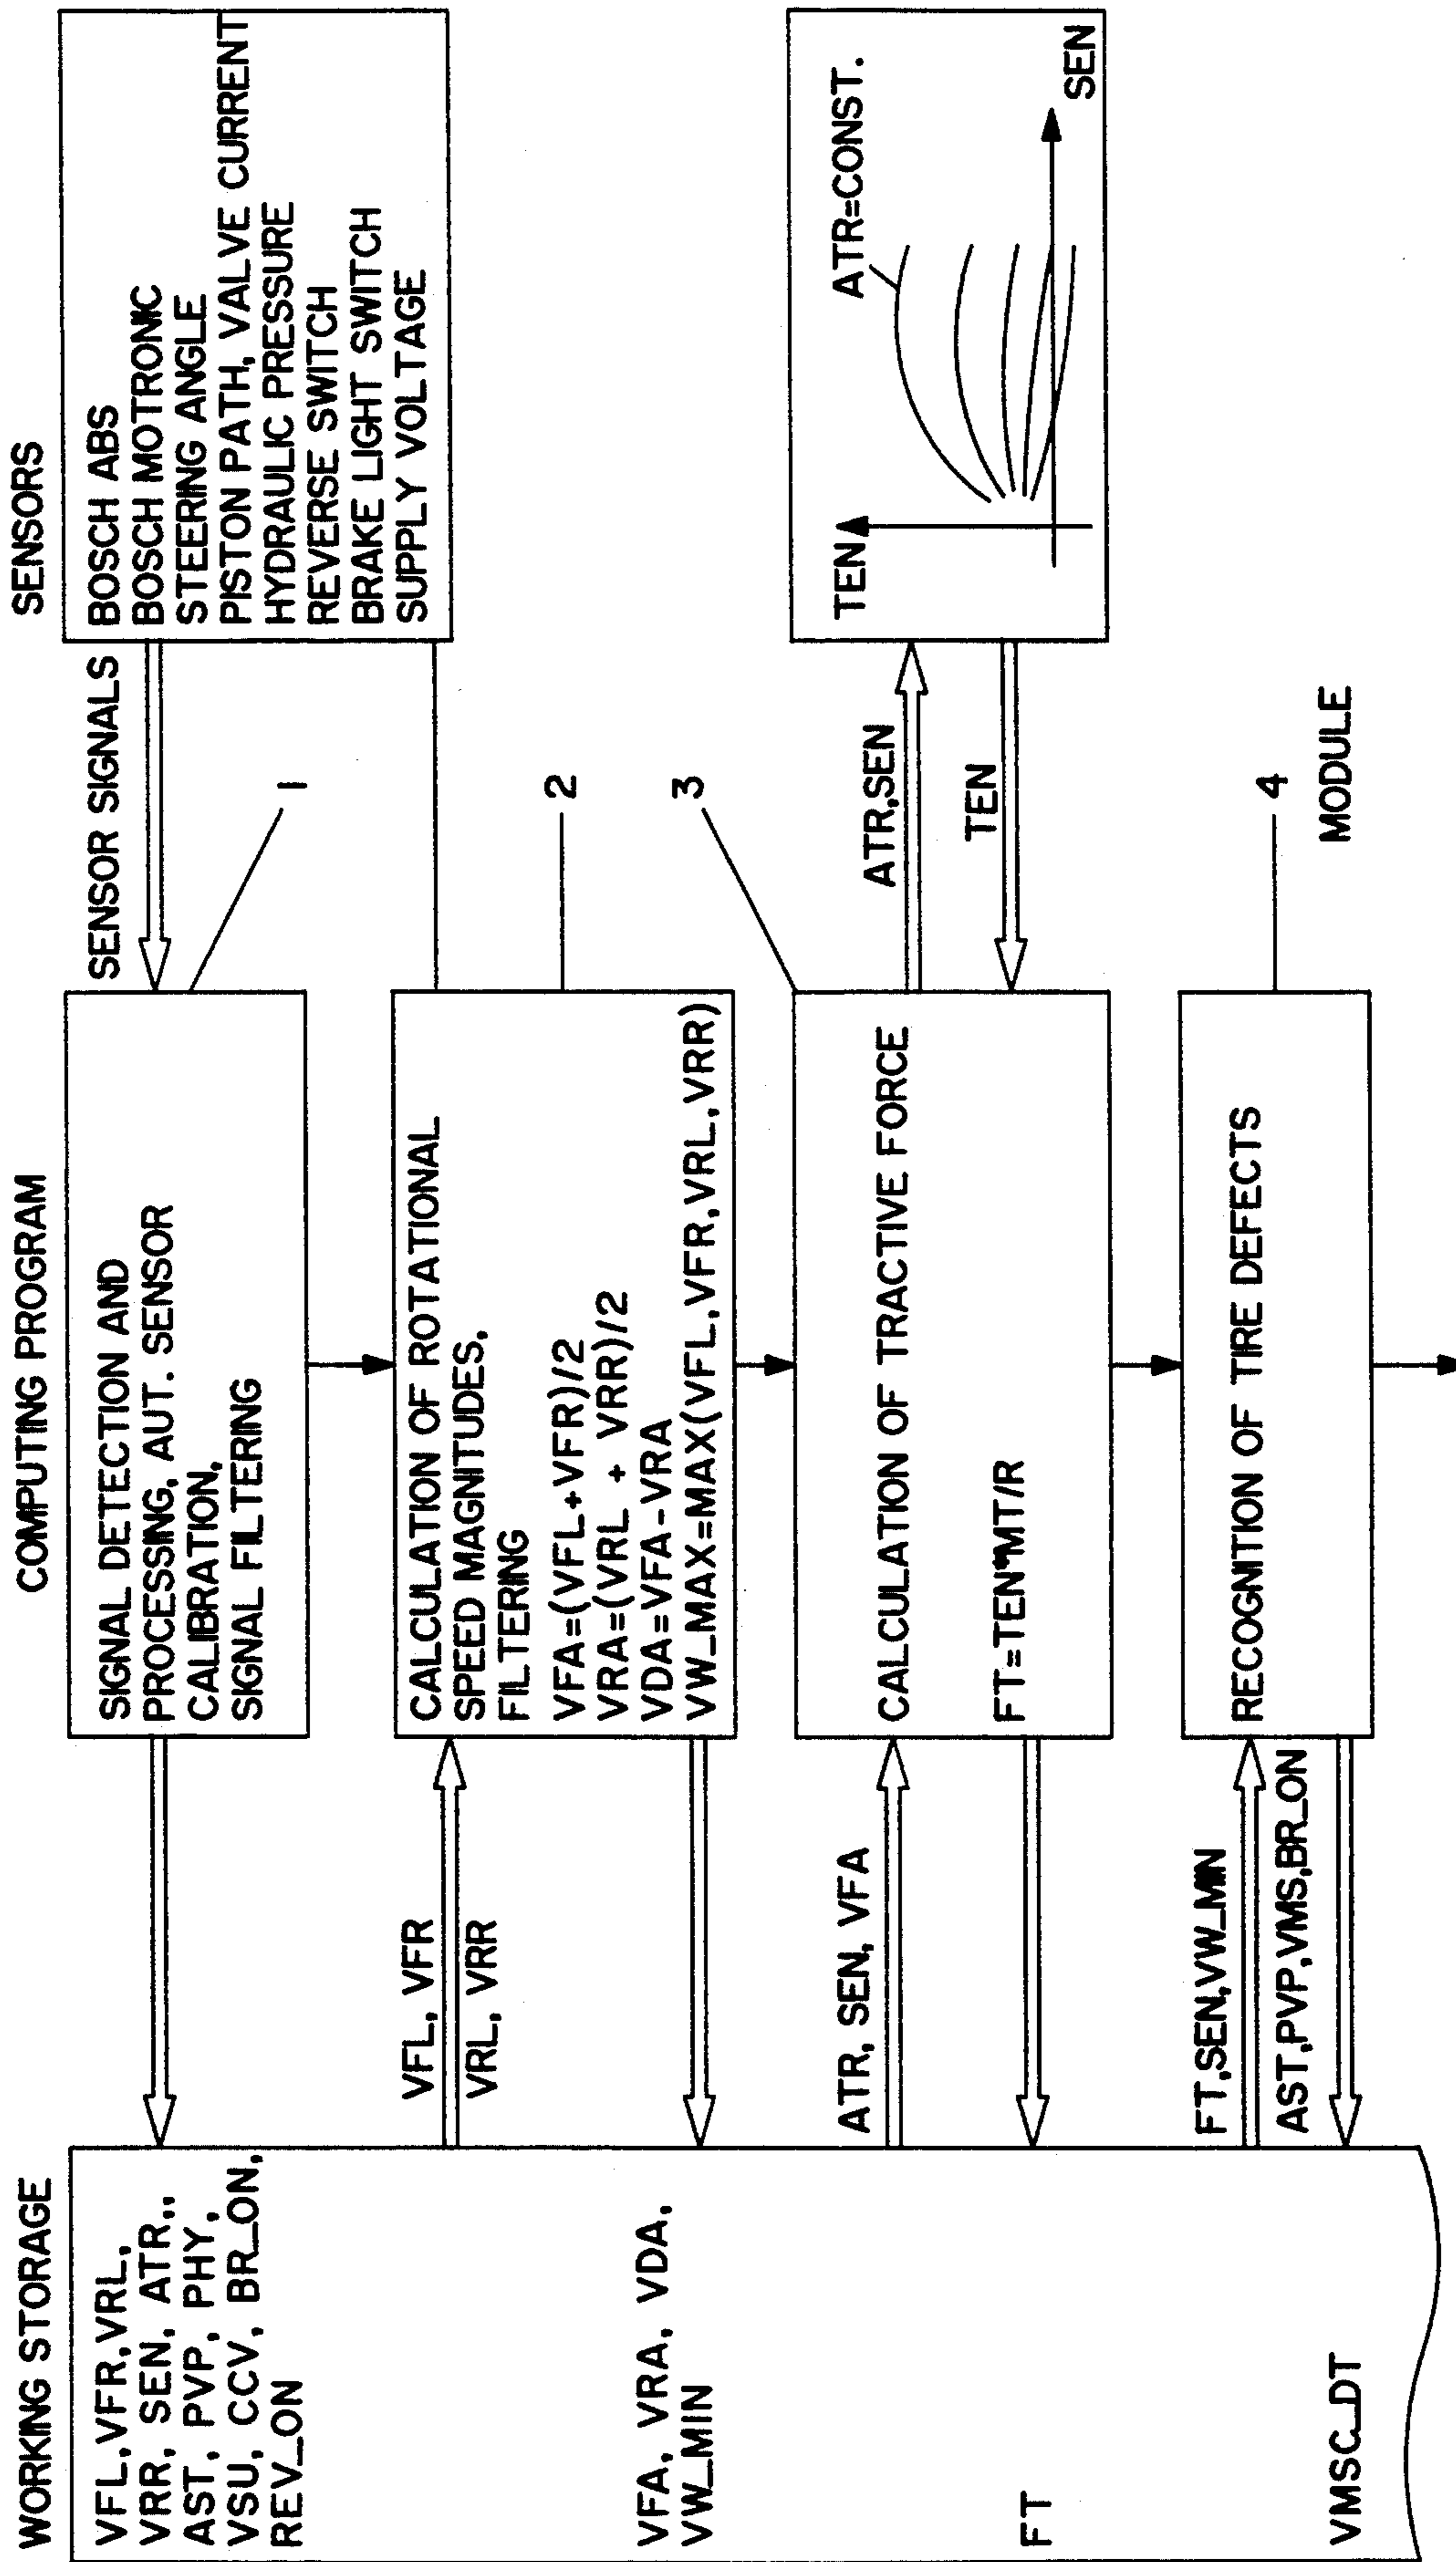 WORKING STORAGE
VFL, VFR, VRL,
VRR, SEN, ATR,,
AST, PVP, PHY,
VSU, CCV, BR_ON,
REV_ON
VFA, VRA, VDA,
VW_MIN
FT
VMSC_DT
VFL, VFR
VRL, VRR
ATR, SEN, VFA
FT,SEN,VW_MIN
AST,PVP,VMS,BR_ON
COMPUTING PROGRAM
SIGNAL DETECTION AND
PROCESSING, AUT. SENSOR
CALIBRATION,
SIGNAL FILTERING
CALCULATION OF ROTATIONAL
SPEED MAGNITUDES,
FILTERING
VFA=(VFL+VFR)/2
VRA=(VRL + VRR)/2
VDA=VFA-VRA
VW_MAX=MAX(VFL,VFR,VRL,VRR)
CALCULATION OF TRACTIVE FORCE
FT=TEN*MT/R
RECOGNITION OF TIRE DEFECTS
SENSOR SIGNALS
1
2
3
ATR,SEN
TEN
4
MODULE
SENSORS
BOSCH ABS
BOSCH MOTRONIC
STEERING ANGLE
PISTON PATH, VALVE CURRENT
HYDRAULIC PRESSURE
REVERSE SWITCH
BRAKE LIGHT SWITCH
SUPPLY VOLTAGE
TEN
ATR=CONST.
SEN